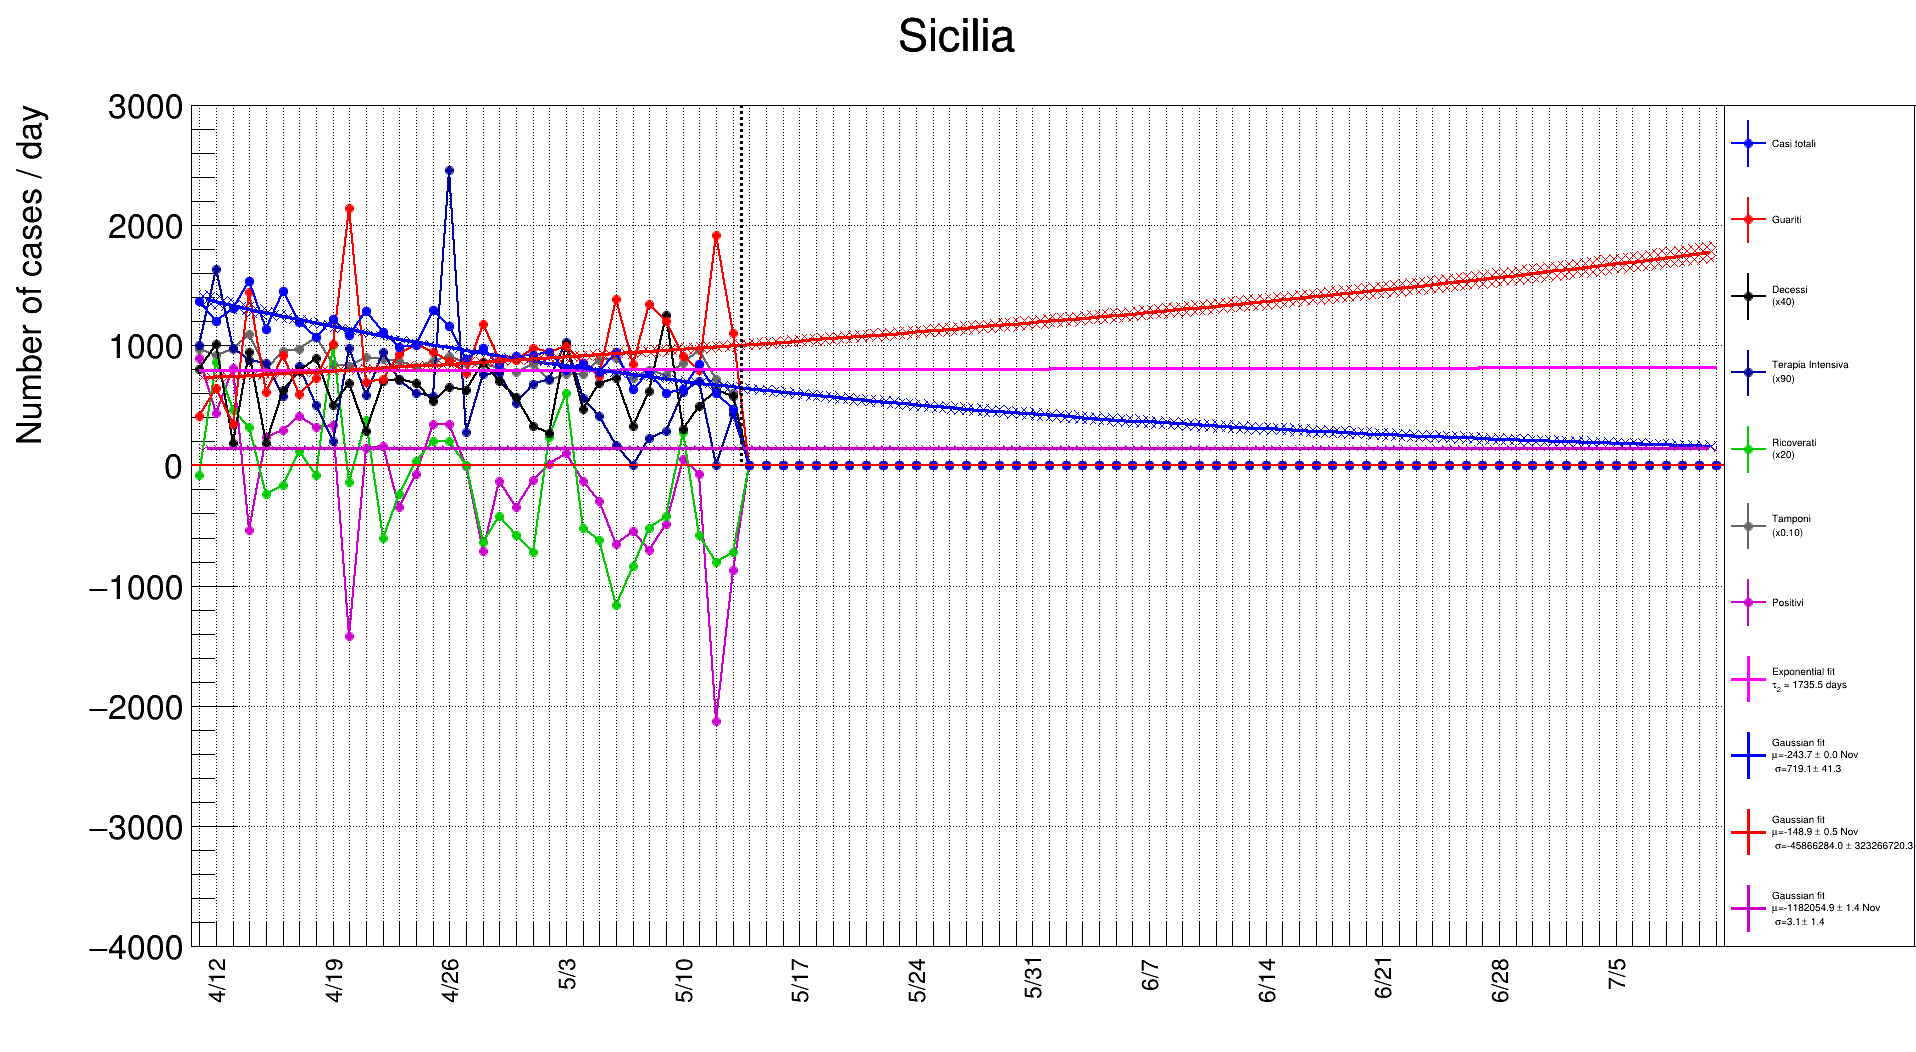 Sicilia
Number of cases / day
3000
2000
1000
0
−1000
−2000
−3000
−4000
4/12
4/19
4/26
5/3
5/10
5/17
5/24
5/31
6/7
6/14
6/21
6/28
7/5
Casi totali
Guariti
Decessi
(x40)
Terapia Intensiva
(x90)
Ricoverati
(x20)
Tamponi
(x0.10)
Positivi
Exponential fit
τ2 = 1735.5 days
Gaussian fit
μ=-243.7 ± 0.0 Nov
σ=719.1± 41.3
Gaussian fit
μ=-148.9 ± 0.5 Nov
σ=-45866284.0 ± 323266720.3
Gaussian fit
μ=-1182054.9 ± 1.4 Nov
σ=3.1± 1.4